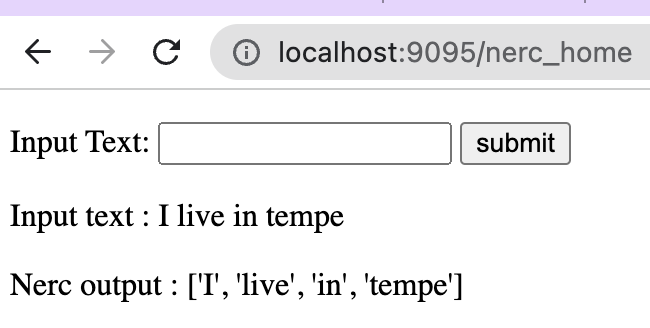 localhost:9095/nerc_home
Input Text: submit
Input text : I live in tempe
Nerc output : ['I', 'live', 'in', 'tempe']